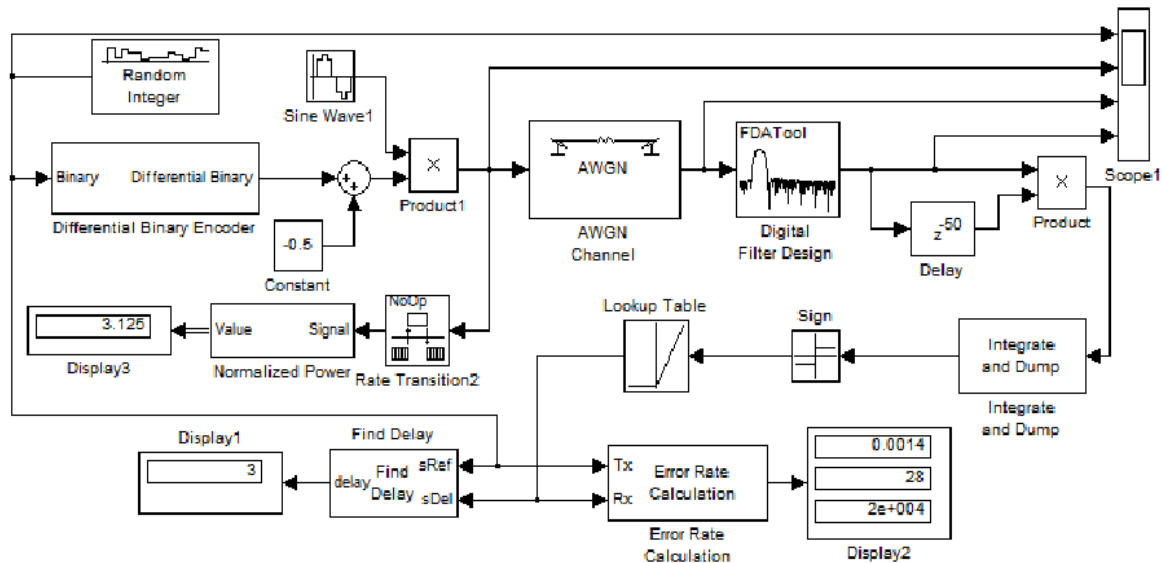 Random
Integer
Sine Wave1
Binary
Differential Binary
Differential Binary Encoder
-0.5
Constant
X
Product1
AWGN
AWGN
Channel
FDATool
Digital
Filter Design
z
-50
Delay
X
Product
Scope1
3.125
Display3
Value
Signal
Normalized Power
NoOp
Rate Transition2
Lookup Table
Sign
Integrate
and Dump
Integrate
and Dump
Display1
3
Find Delay
delay
Find
Delay
sRef
sDel
Tx
Rx
Error Rate
Calculation
Error Rate
Calculation
0.0014
28
2e+004
Display2